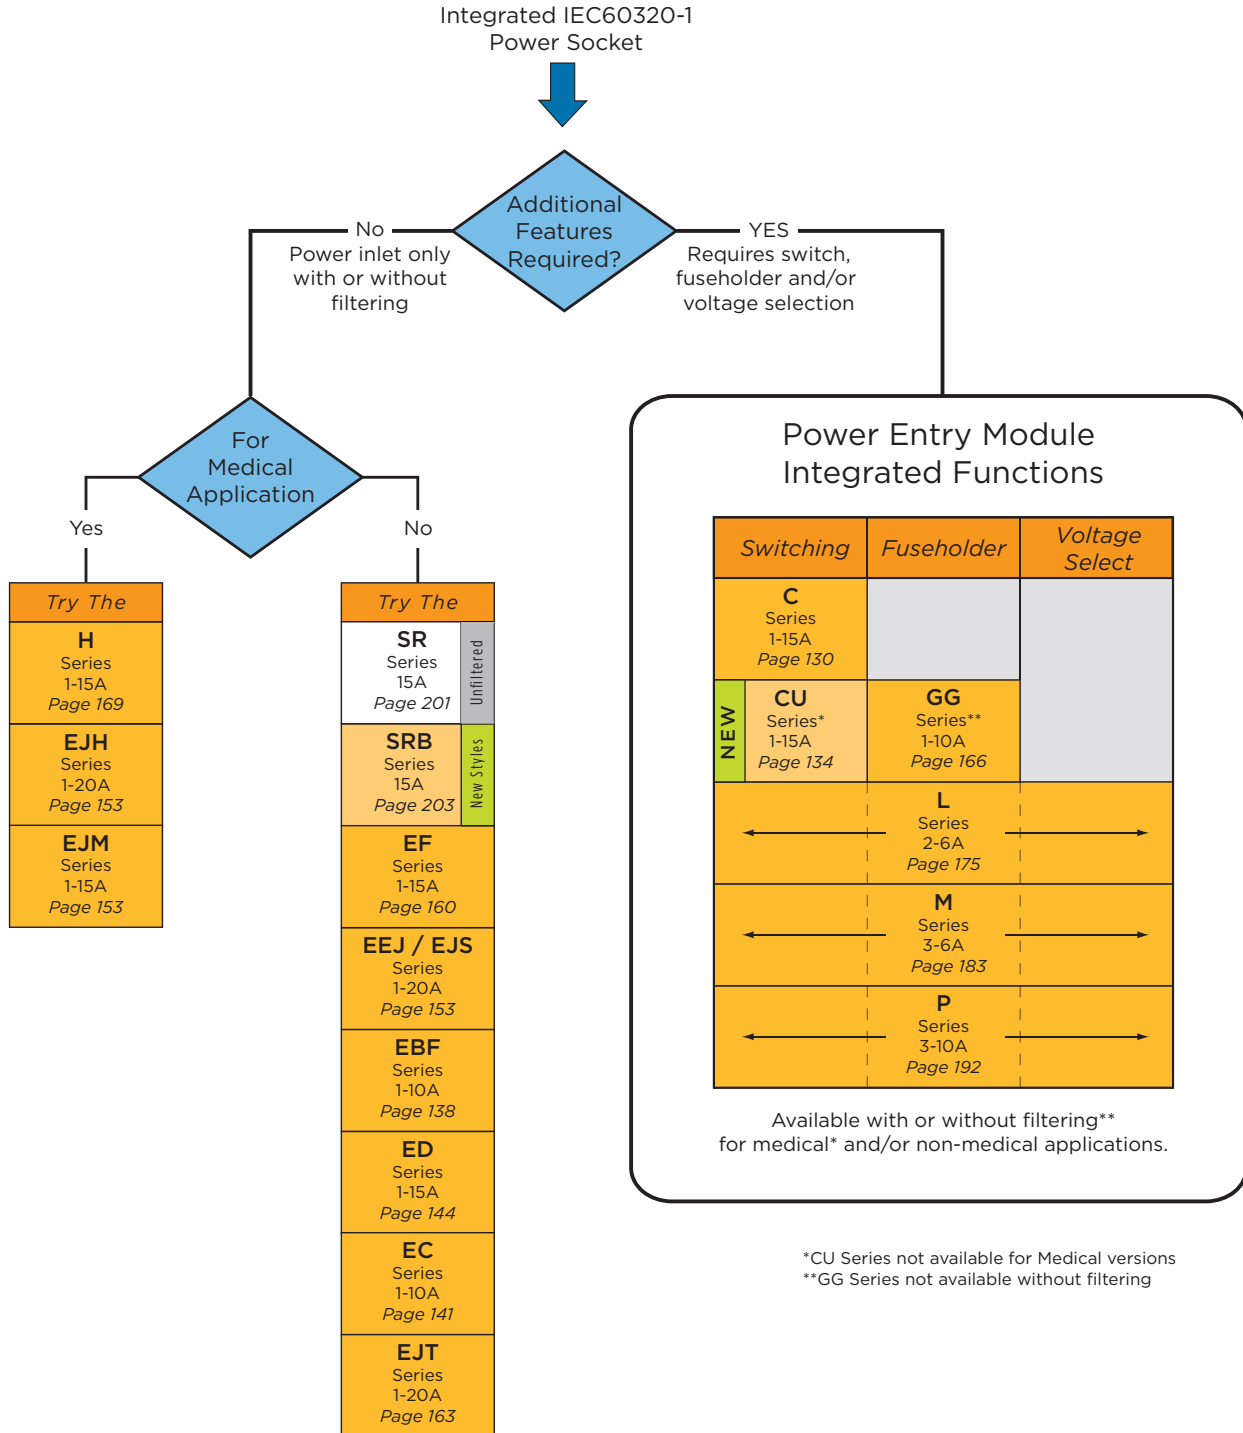 Integrated IEC60320-1
Power Socket
Additional
Features
Required?
No
Power inlet only
with or without
filtering
YES
Requires switch,
fuseholder and/or
voltage selection
For
Medical
Application
Yes
No
Try The
H
Series
1-15A
Page 169
EJH
Series
1-20A
Page 153
EJM
Series
1-15A
Page 153
Try The
SR
Series
15A
Page 201
Unfiltered
SRB
Series
15A
Page 203
New Styles
EF
Series
1-15A
Page 160
EEJ / EJS
Series
1-20A
Page 153
EBF
Series
1-10A
Page 138
ED
Series
1-15A
Page 144
EC
Series
1-10A
Page 141
EJT
Series
1-20A
Page 163
Power Entry Module
Integrated Functions
Switching
Fuseholder
Voltage
Select
C
Series
1-15A
Page 130
NEW
CU
Series*
1-15A
Page 134
GG
Series**
1-10A
Page 166
L
Series
2-6A
Page 175
M
Series
3-6A
Page 183
P
Series
3-10A
Page 192
Available with or without filtering**
for medical* and/or non-medical applications.
*CU Series not available for Medical versions
**GG Series not available without filtering